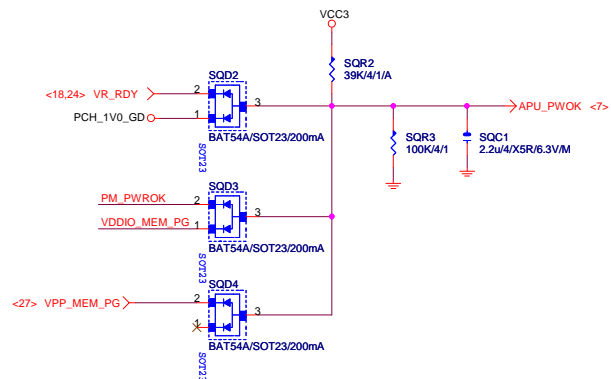 VCC3
SQR2
39K/4/1/A
SQD2
<18,24> VR_RDY
2
3
APU_PWOK <7>
PCH_1V0_GD
1
BAT54A/SOT23/200mA
SOT23
SQR3
100K/4/1
SQC1
2.2u/4/X5R/6.3V/M
SQD3
PM_PWROK
2
3
VDDIO_MEM_PG
1
BAT54A/SOT23/200mA
SOT23
SQD4
<27> VPP_MEM_PG
2
3
1
BAT54A/SOT23/200mA
SOT23